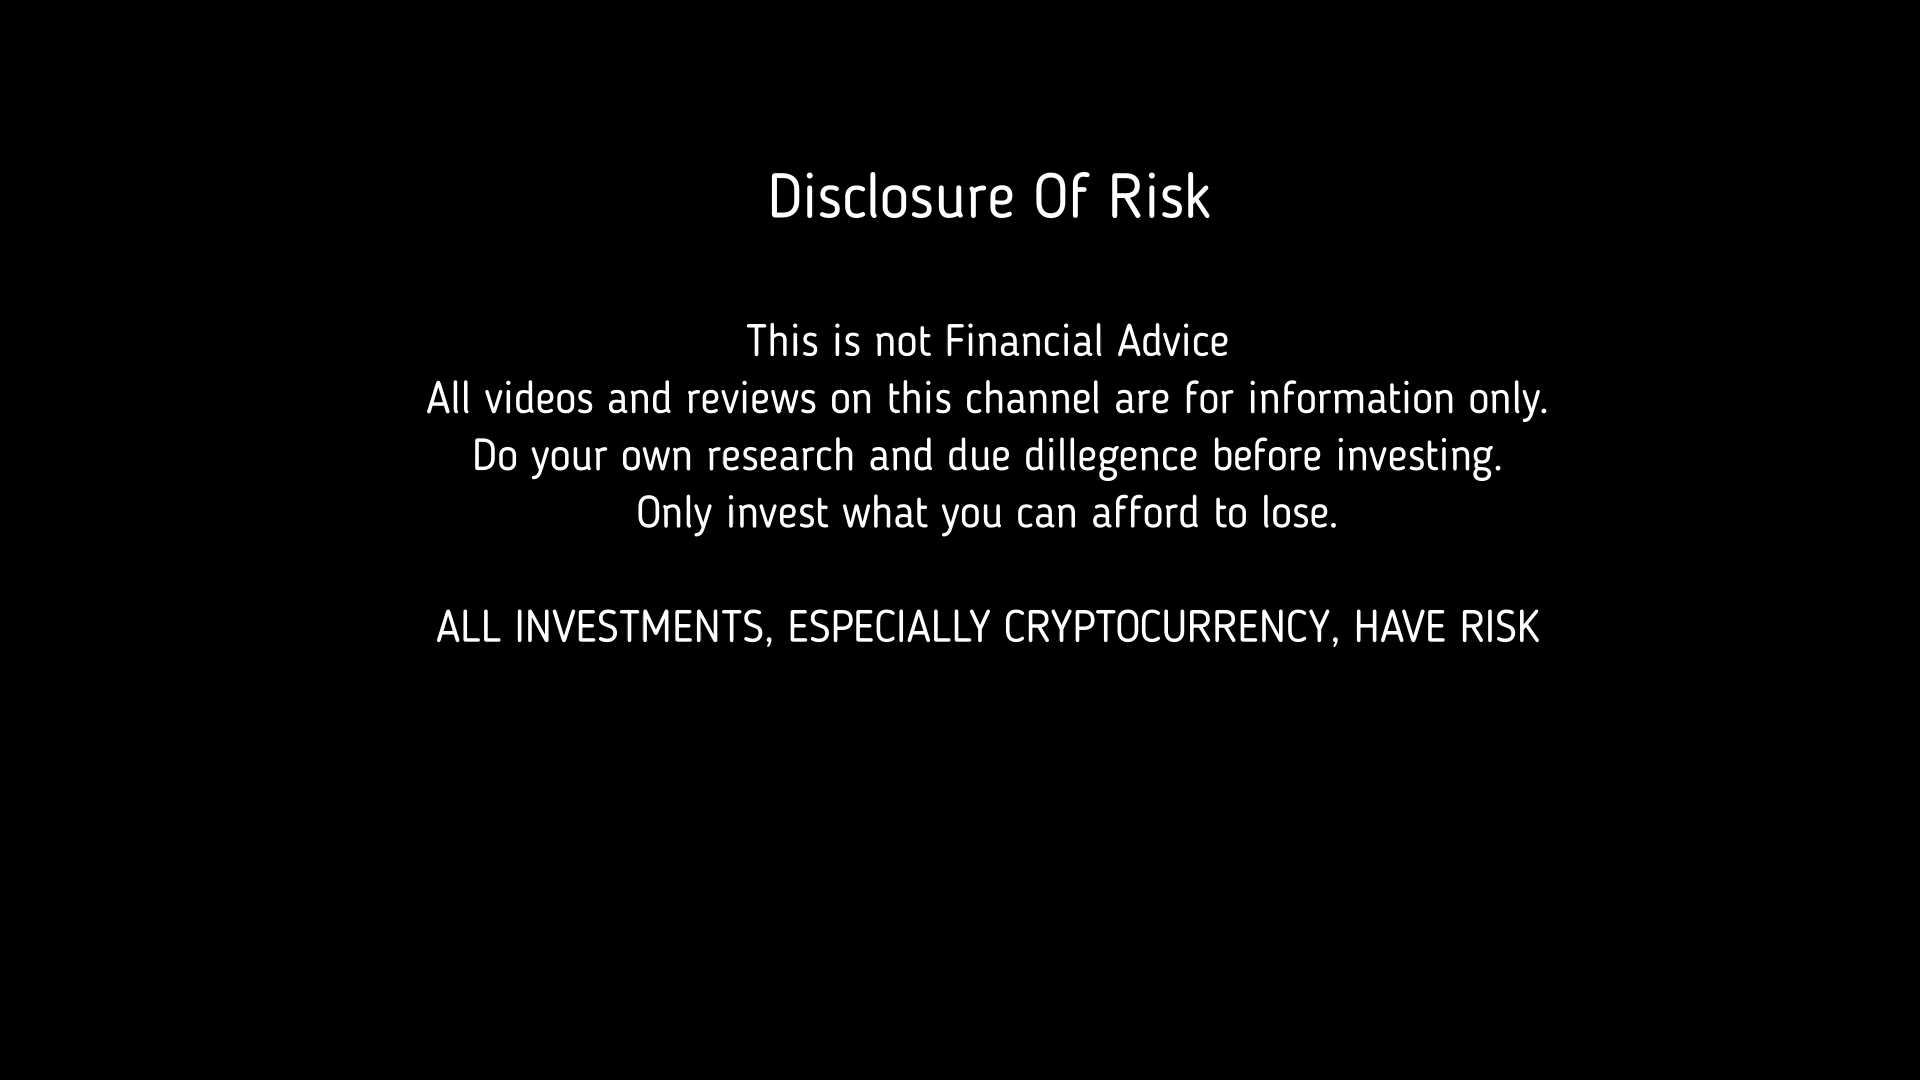 Disclosure Of Risk
This is not Financial Advice
All videos and reviews on this channel are for information only.
Do your own research and due dillegence before investing.
Only invest what you can afford to lose.
ALL INVESTMENTS, ESPECIALLY CRYPTOCURRENCY, HAVE RISK